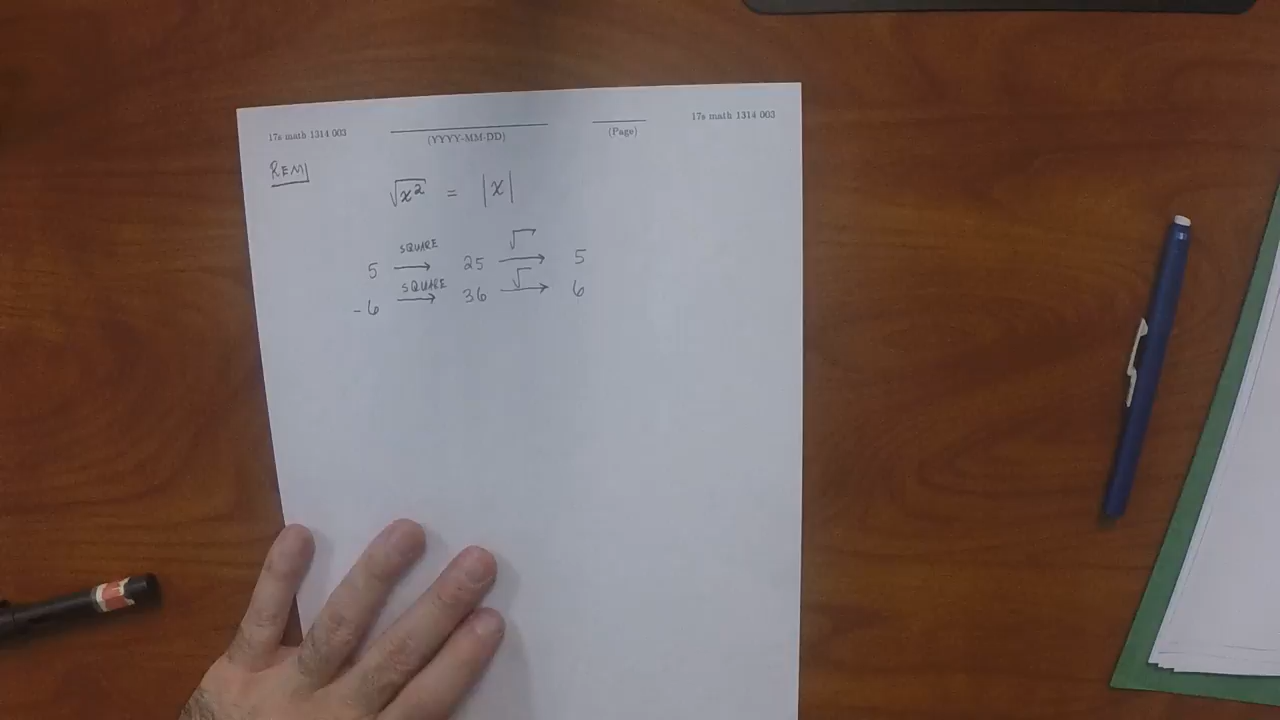 17s math 1314 003 (YYYY-MM-DD) (Page) 17s math 1314 003
REM
√x² = |x|
5 SQUARE → 25 √ → 5
-6 SQUARE → 36 √ → 6